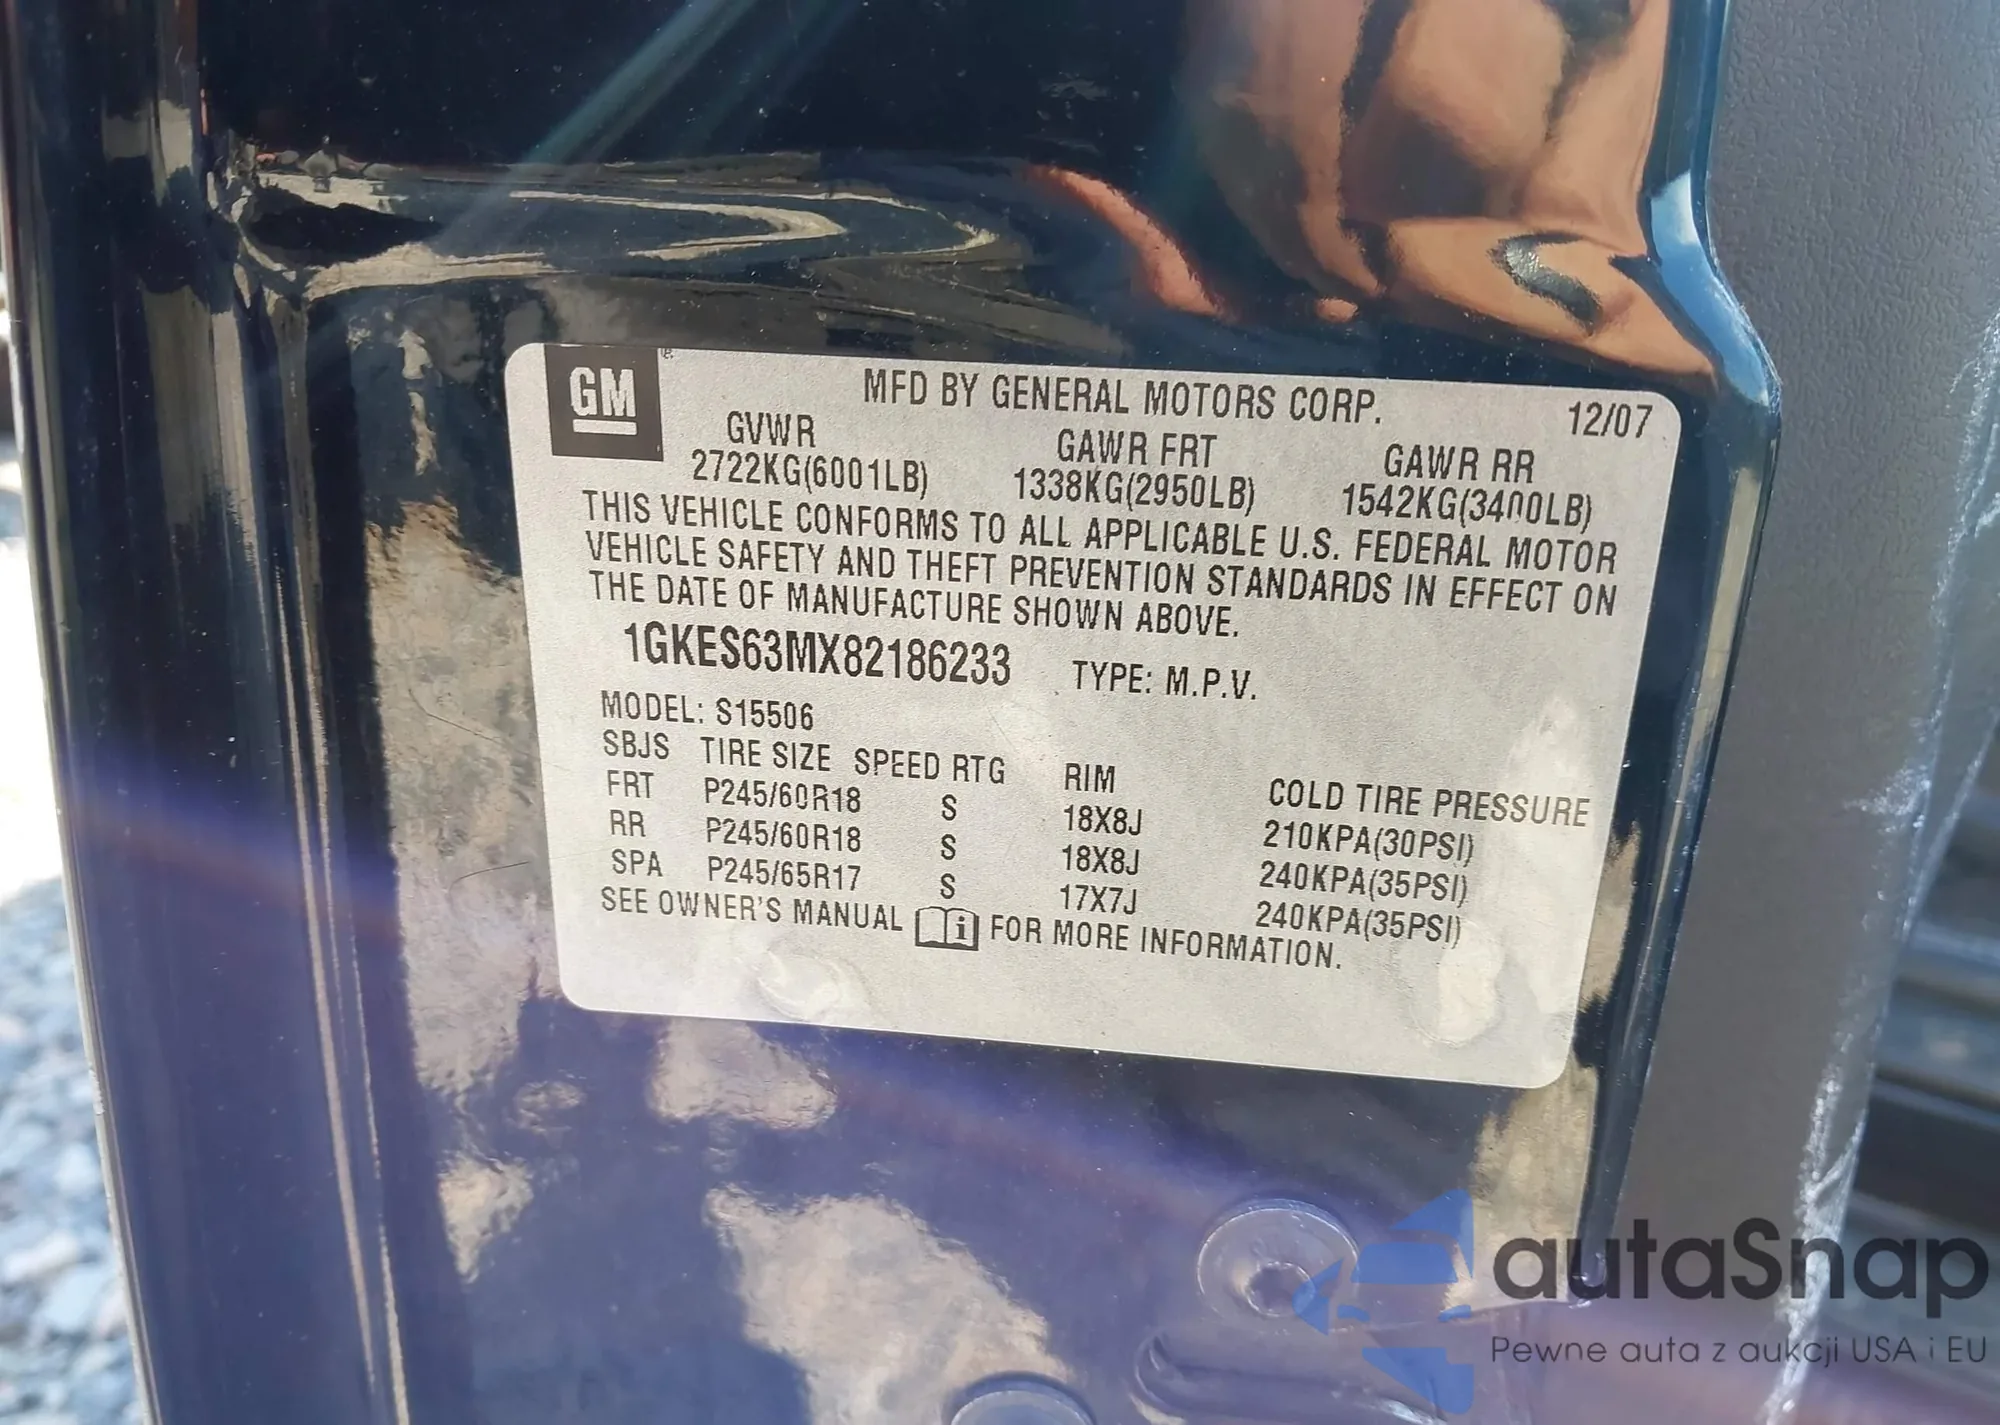 GM
MFD BY GENERAL MOTORS CORP. 12/07
GVWR GAWR FRT GAWR RR
2722KG(6001LB) 1338KG(2950LB) 1542KG(3400LB)
THIS VEHICLE CONFORMS TO ALL APPLICABLE U.S. FEDERAL MOTOR
VEHICLE SAFETY AND THEFT PREVENTION STANDARDS IN EFFECT ON
THE DATE OF MANUFACTURE SHOWN ABOVE.
1GKES63MX82186233 TYPE: M.P.V.
MODEL: S15506
SBJS TIRE SIZE SPEED RTG RIM COLD TIRE PRESSURE
FRT P245/60R18 S 18X8J 210KPA(30PSI)
RR P245/60R18 S 18X8J 240KPA(35PSI)
SPA P245/65R17 S 17X7J 240KPA(35PSI)
SEE OWNER'S MANUAL FOR MORE INFORMATION.
autaSnap
Pewne auta z aukcji USA i EU